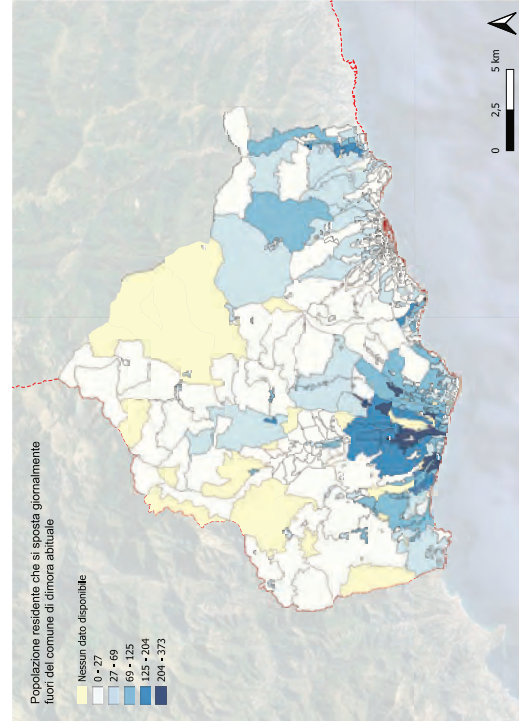 Popolazione residente che si sposta giornalmente
fuori del comune di dimora abituale
Nessun dato disponibile
0 - 27
27 - 69
69 - 125
125 - 204
204 - 373
0 2,5 5 km